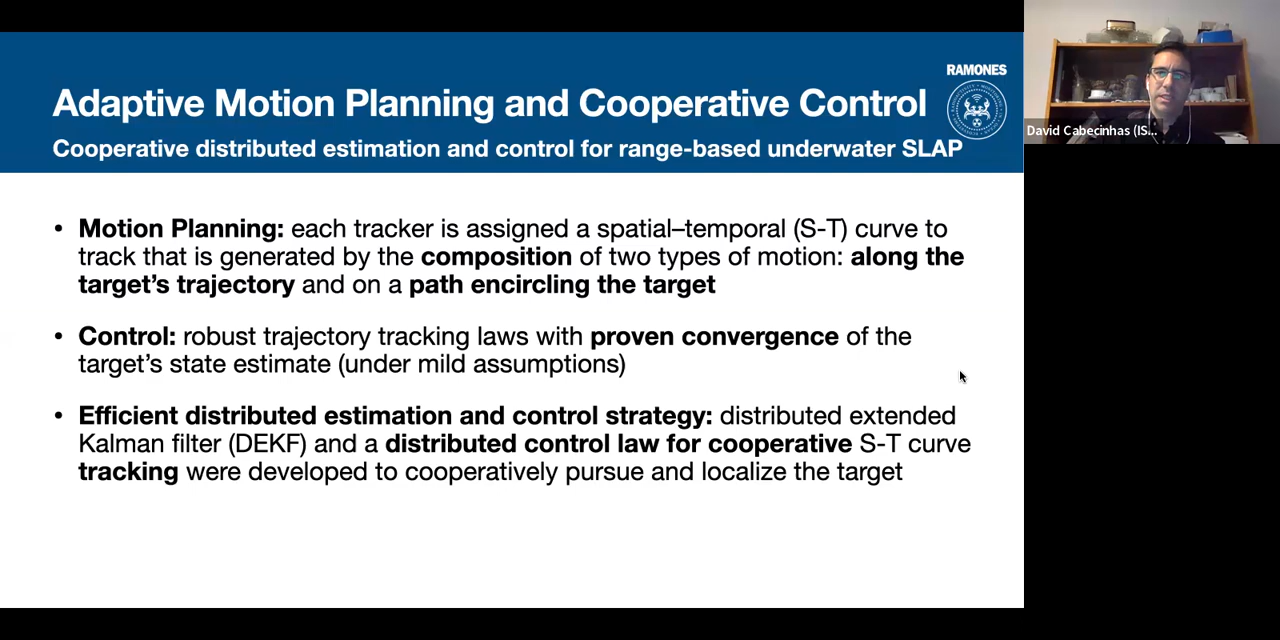 Adaptive Motion Planning and Cooperative Control
Cooperative distributed estimation and control for range-based underwater SLAP
RAMONES
David Cabecinhas (IS...
• Motion Planning: each tracker is assigned a spatial–temporal (S-T) curve to
track that is generated by the composition of two types of motion: along the
target’s trajectory and on a path encircling the target
• Control: robust trajectory tracking laws with proven convergence of the
target’s state estimate (under mild assumptions)
• Efficient distributed estimation and control strategy: distributed extended
Kalman filter (DEKF) and a distributed control law for cooperative S-T curve
tracking were developed to cooperatively pursue and localize the target